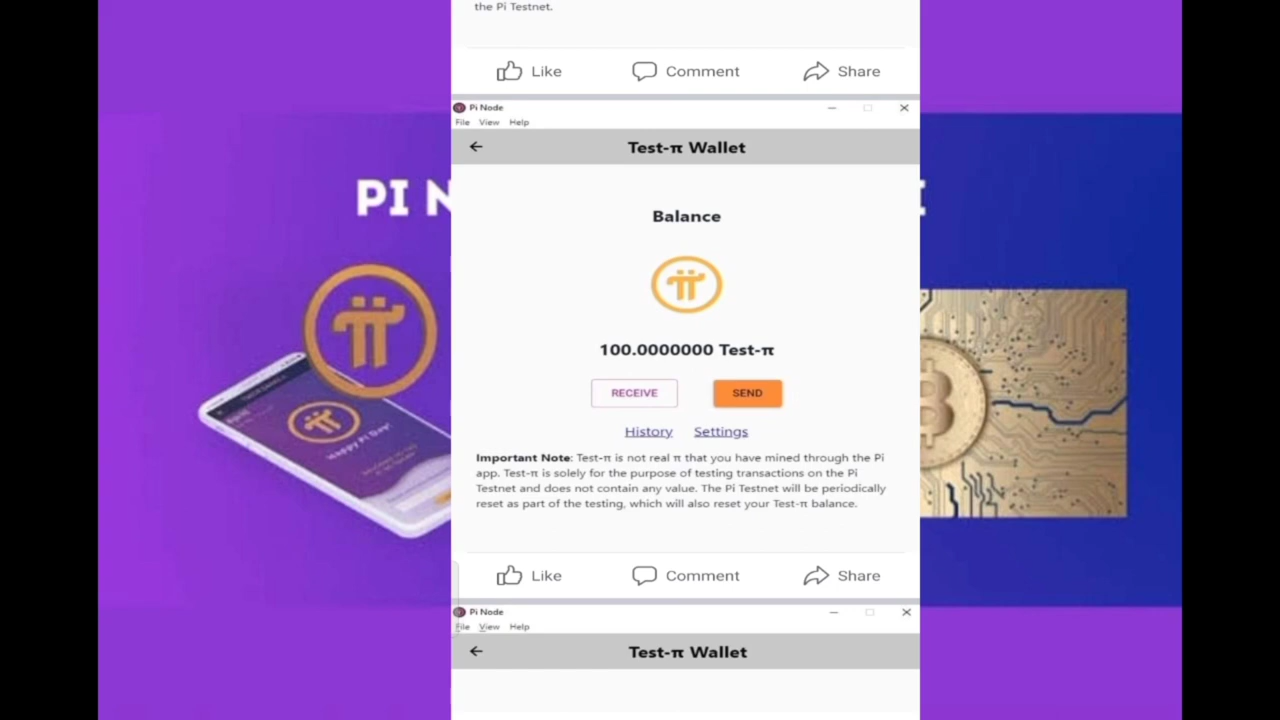 the Pi Testnet.
Like Comment Share
Pi Node
File View Help
Test-π Wallet
PI N
I
Balance
100.0000000 Test-π
RECEIVE SEND
History Settings
Happy Pi Day!
Important Note: Test-π is not real π that you have mined through the Pi
app. Test-π is solely for the purpose of testing transactions on the Pi
Testnet and does not contain any value. The Pi Testnet will be periodically
reset as part of the testing, which will also reset your Test-π balance.
Like Comment Share
Pi Node
File View Help
Test-π Wallet